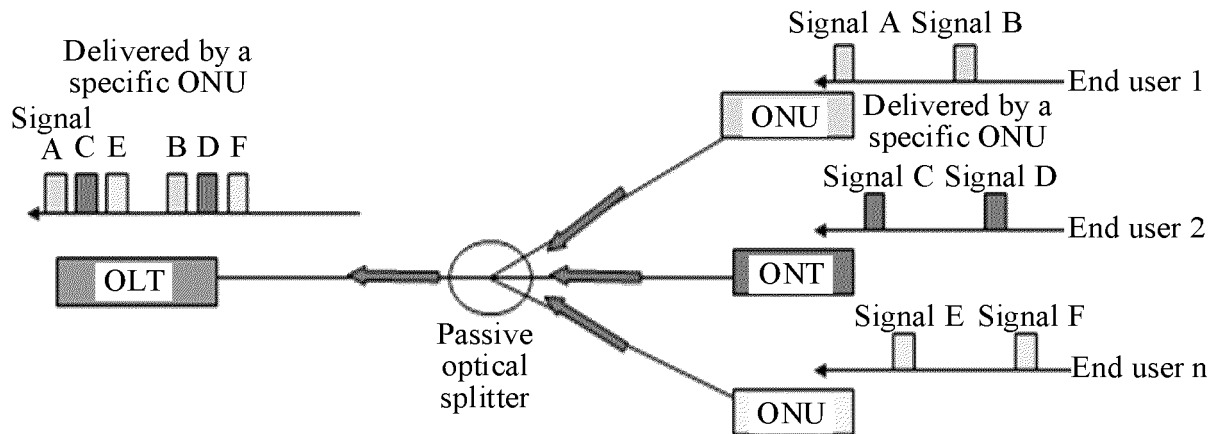 Delivered by a
specific ONU
Signal
A C E B D F
OLT
Passive
optical
splitter
Signal A Signal B
End user 1
ONU
Delivered by a
specific ONU
Signal C Signal D
End user 2
ONT
Signal E Signal F
End user n
ONU